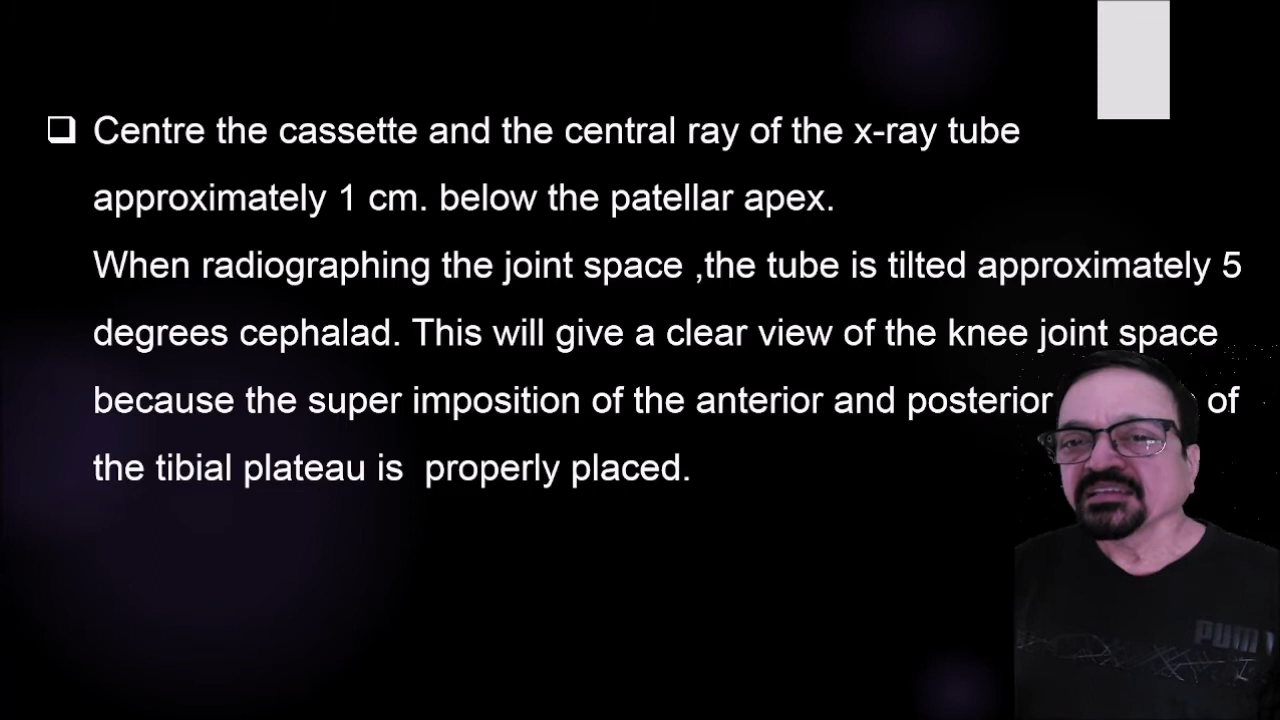 Centre the cassette and the central ray of the x-ray tube
approximately 1 cm. below the patellar apex.
When radiographing the joint space ,the tube is tilted approximately 5
degrees cephalad. This will give a clear view of the knee joint space
because the super imposition of the anterior and posterior of
the tibial plateau is properly placed.
PUM